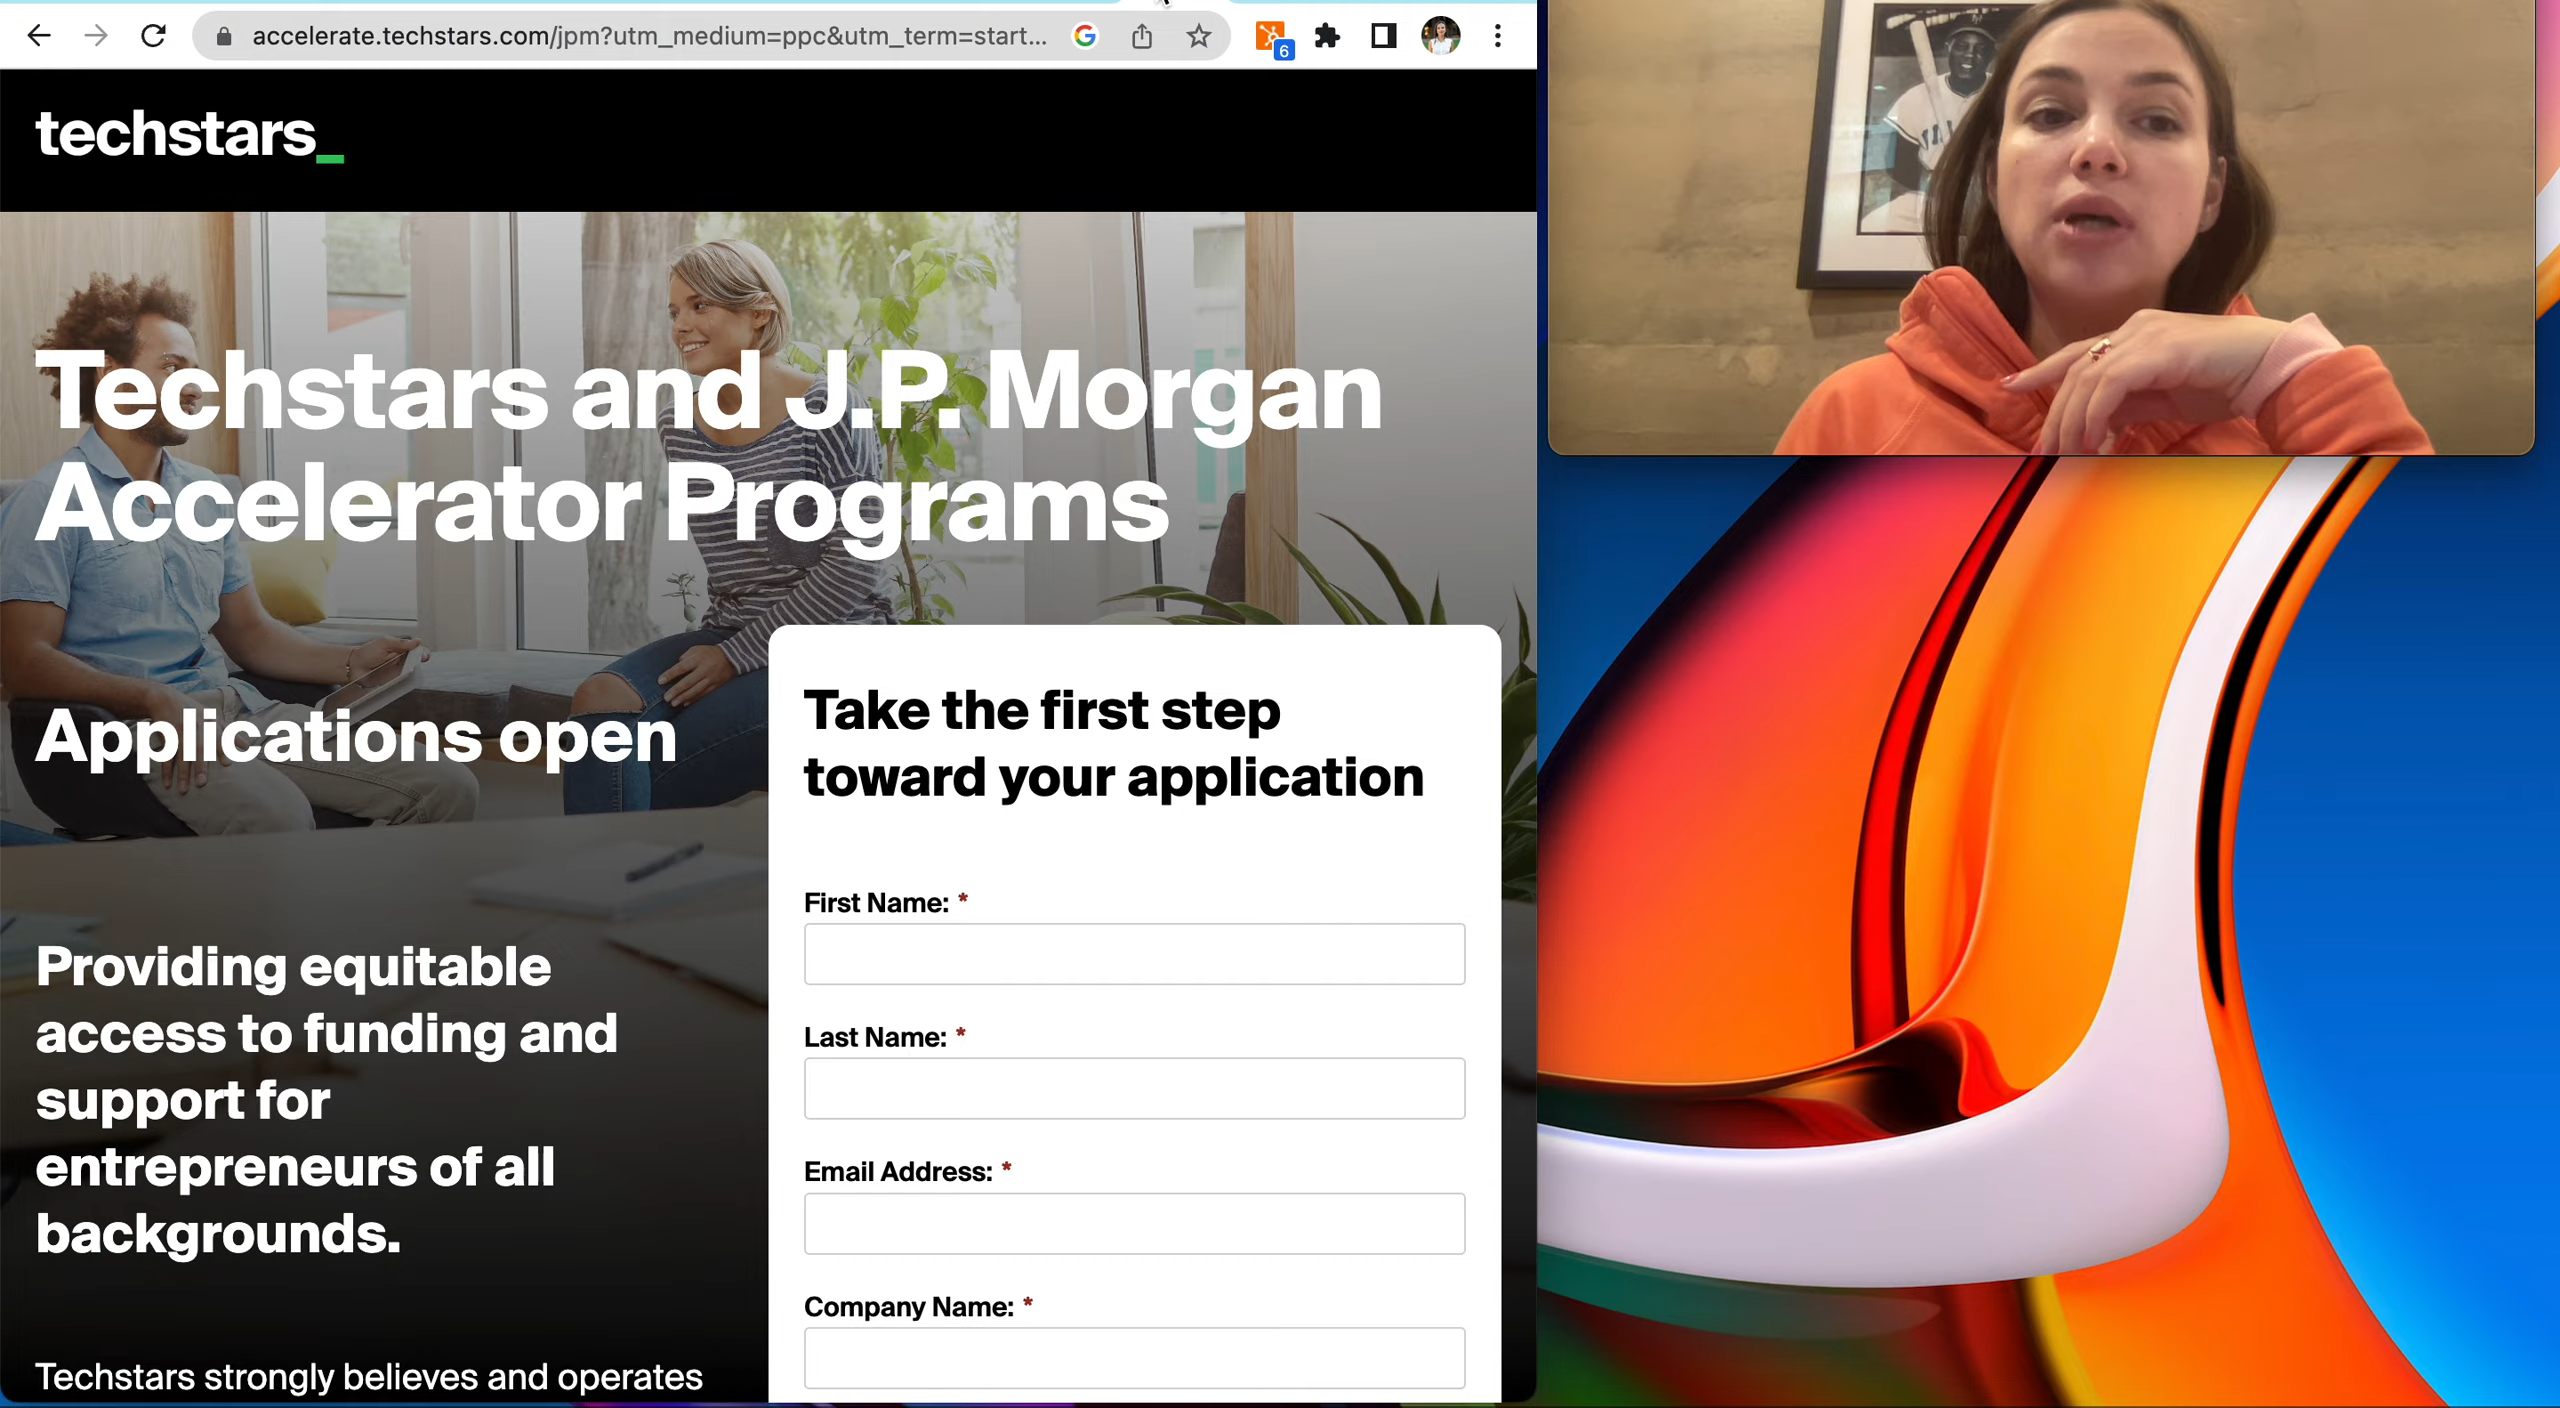 accelerate.techstars.com/jpm?utm_medium=ppc&utm_term=start...
6
techstars_
Techstars and J.P. Morgan
Accelerator Programs
Applications open
Providing equitable
access to funding and
support for
entrepreneurs of all
backgrounds.
Techstars strongly believes and operates
Take the first step
toward your application
First Name: *
Last Name: *
Email Address: *
Company Name: *